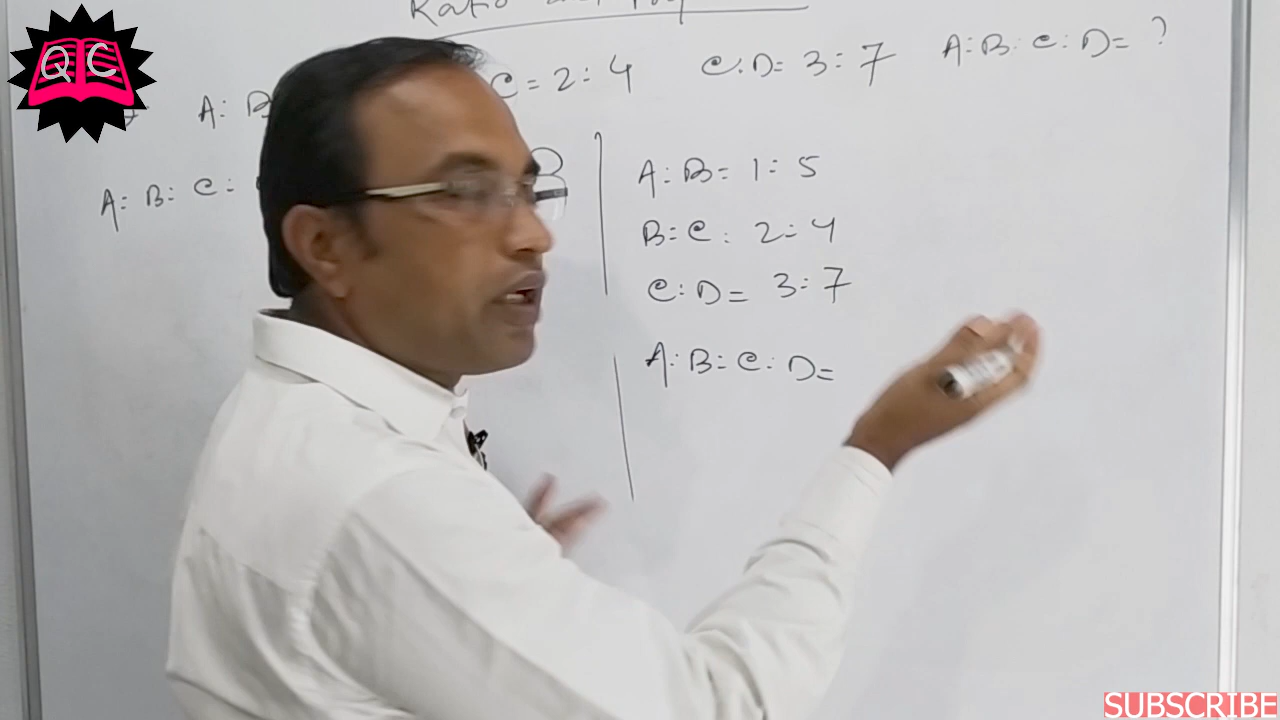 Ratio
QC
A: B C = 2:4 C:D= 3:7 A:B:C:D= ?
A:B:C:
A:B= 1:5
B:C: 2:4
C:D= 3:7
A:B:C:D=
SUBSCRIBE